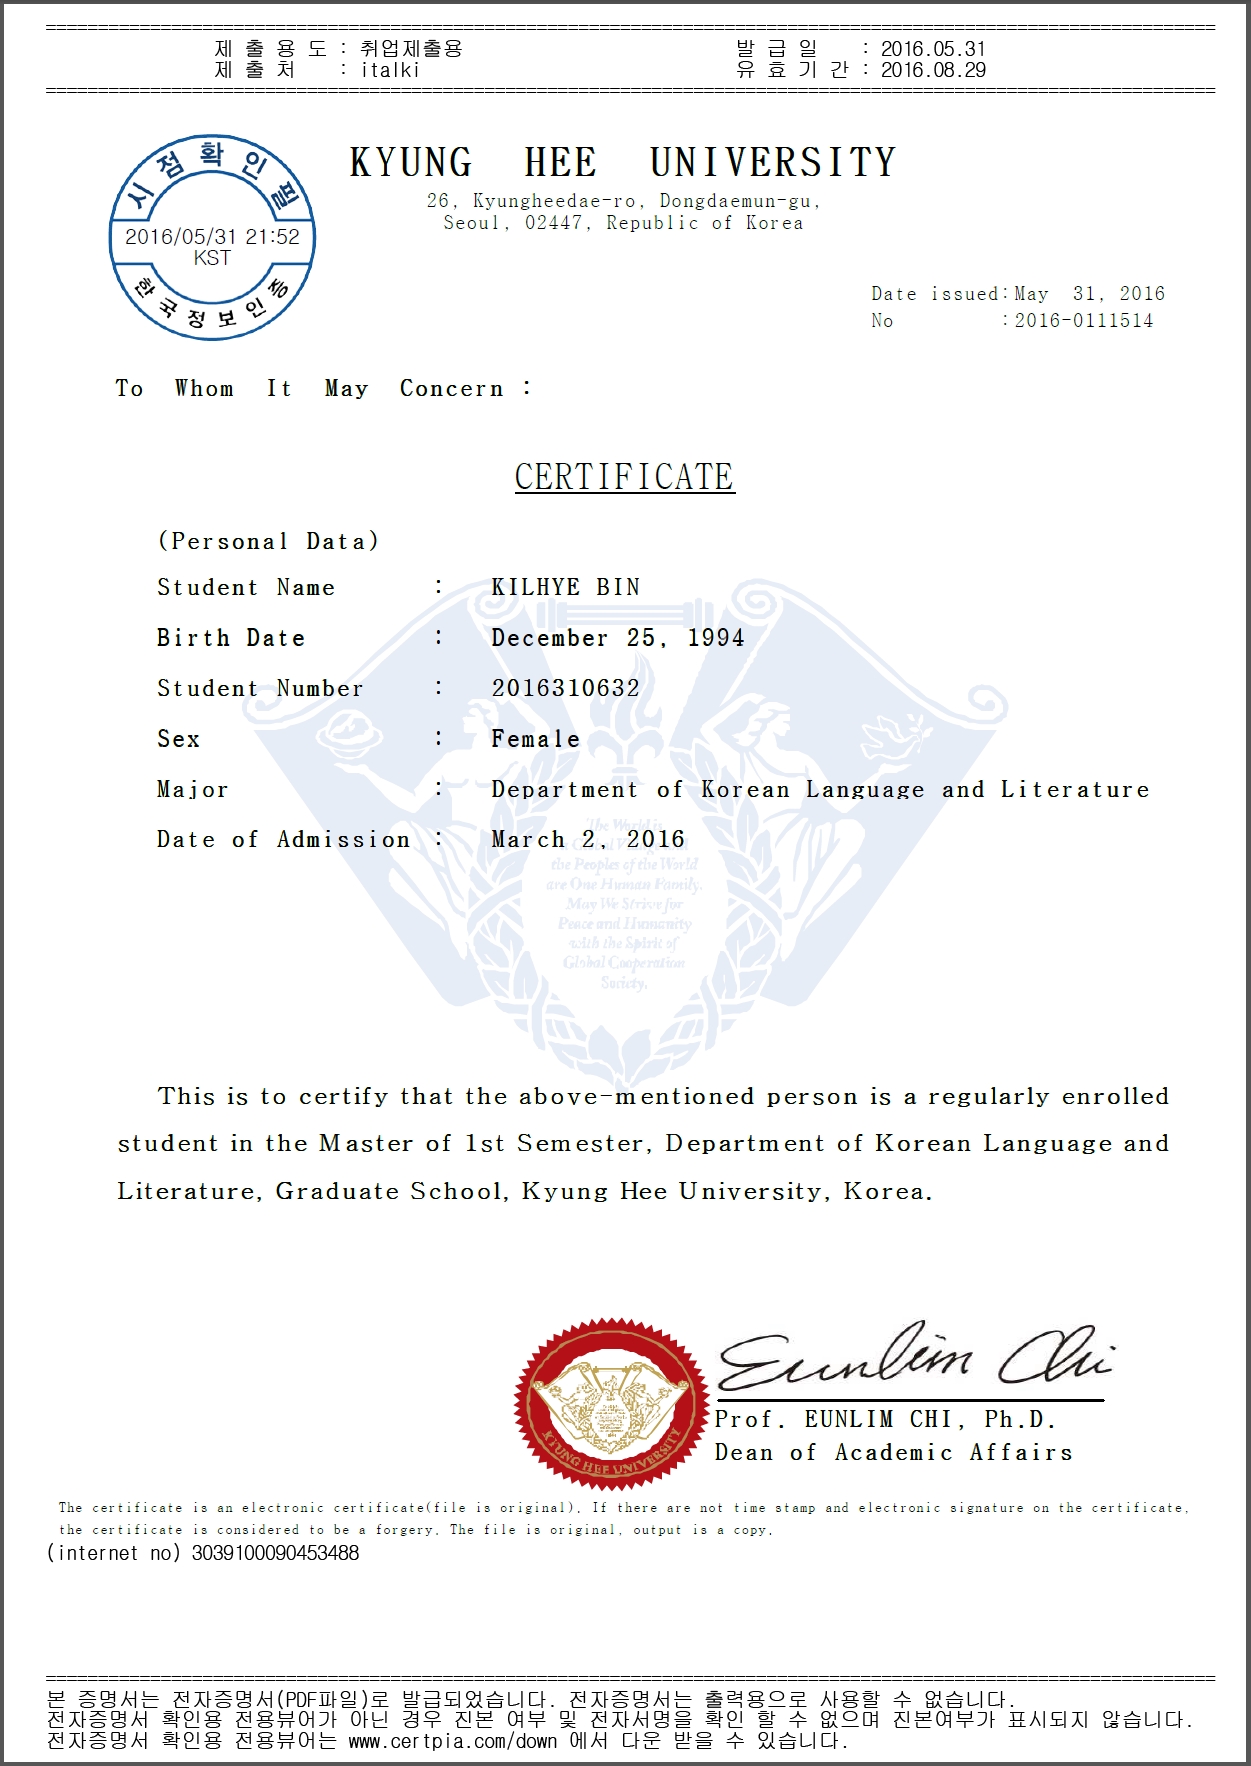 제 출 용 도 : 취업제출용
발 급 일 : 2016.05.31
제 출 처 : italki
유 효 기 간 : 2016.08.29
시점확인필
2016/05/31 21:52
KST
한국정보인증
KYUNG HEE UNIVERSITY
26, Kyungheedae-ro, Dongdaemun-gu,
Seoul, 02447, Republic of Korea
Date issued:May 31, 2016
No :2016-0111514
To Whom It May Concern :
CERTIFICATE
(Personal Data)
Student Name : KILHYE BIN
Birth Date : December 25, 1994
Student Number : 2016310632
Sex : Female
Major : Department of Korean Language and Literature
Date of Admission : March 2, 2016
The World is
Global
the Peoples of the World
are One Human Family.
May We Strive for
Peace and Humanity
with the Spirit of
Global Cooperation
Society.
This is to certify that the above-mentioned person is a regularly enrolled
student in the Master of 1st Semester, Department of Korean Language and
Literature, Graduate School, Kyung Hee University, Korea.
Eunlim Chi
KYUNG HEE UNIVERSITY
Prof. EUNLIM CHI, Ph.D.
Dean of Academic Affairs
The certificate is an electronic certificate(file is original), If there are not time stamp and electronic signature on the certificate,
the certificate is considered to be a forgery. The file is original, output is a copy.
(internet no) 3039100090453488
본 증명서는 전자증명서(PDF파일)로 발급되었습니다. 전자증명서는 출력용으로 사용할 수 없습니다.
전자증명서 확인용 전용뷰어가 아닌 경우 진본 여부 및 전자서명을 확인 할 수 없으며 진본여부가 표시되지 않습니다.
전자증명서 확인용 전용뷰어는 www.certpia.com/down 에서 다운 받을 수 있습니다.